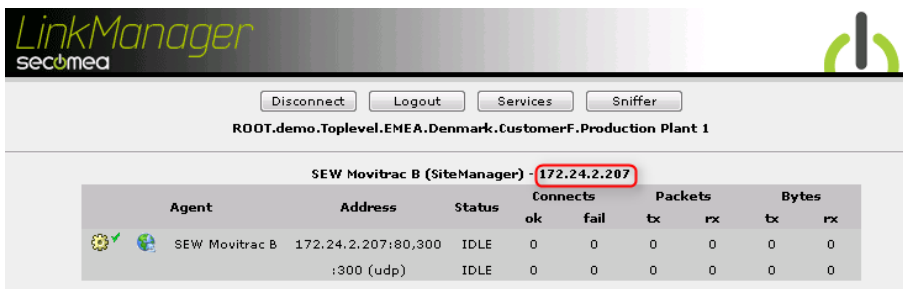 LinkManager
secomea
Disconnect Logout Services Sniffer
ROOT.demo.Toplevel.EMEA.Denmark.CustomerF.Production Plant 1
SEW Movitrac B (SiteManager) - 172.24.2.207
Agent Address Status Connects Packets Bytes
ok fail tx rx tx rx
SEW Movitrac B 172.24.2.207:80,300 IDLE 0 0 0 0 0 0
:300 (udp) IDLE 0 0 0 0 0 0